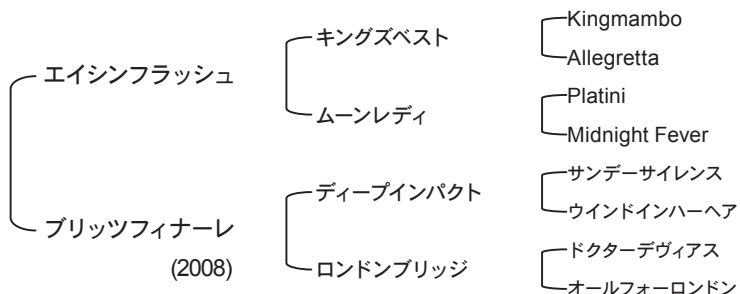 エイシンフラッシュ
キングズベスト
Kingmambo
Allegretta
ムーンレディ
Platini
Midnight Fever
ブリッツフィナーレ
(2008)
ディープインパクト
サンデーサイレンス
ウインドインハーヘア
ロンドンブリッジ
ドクターデヴィアス
オールフォーロンドン